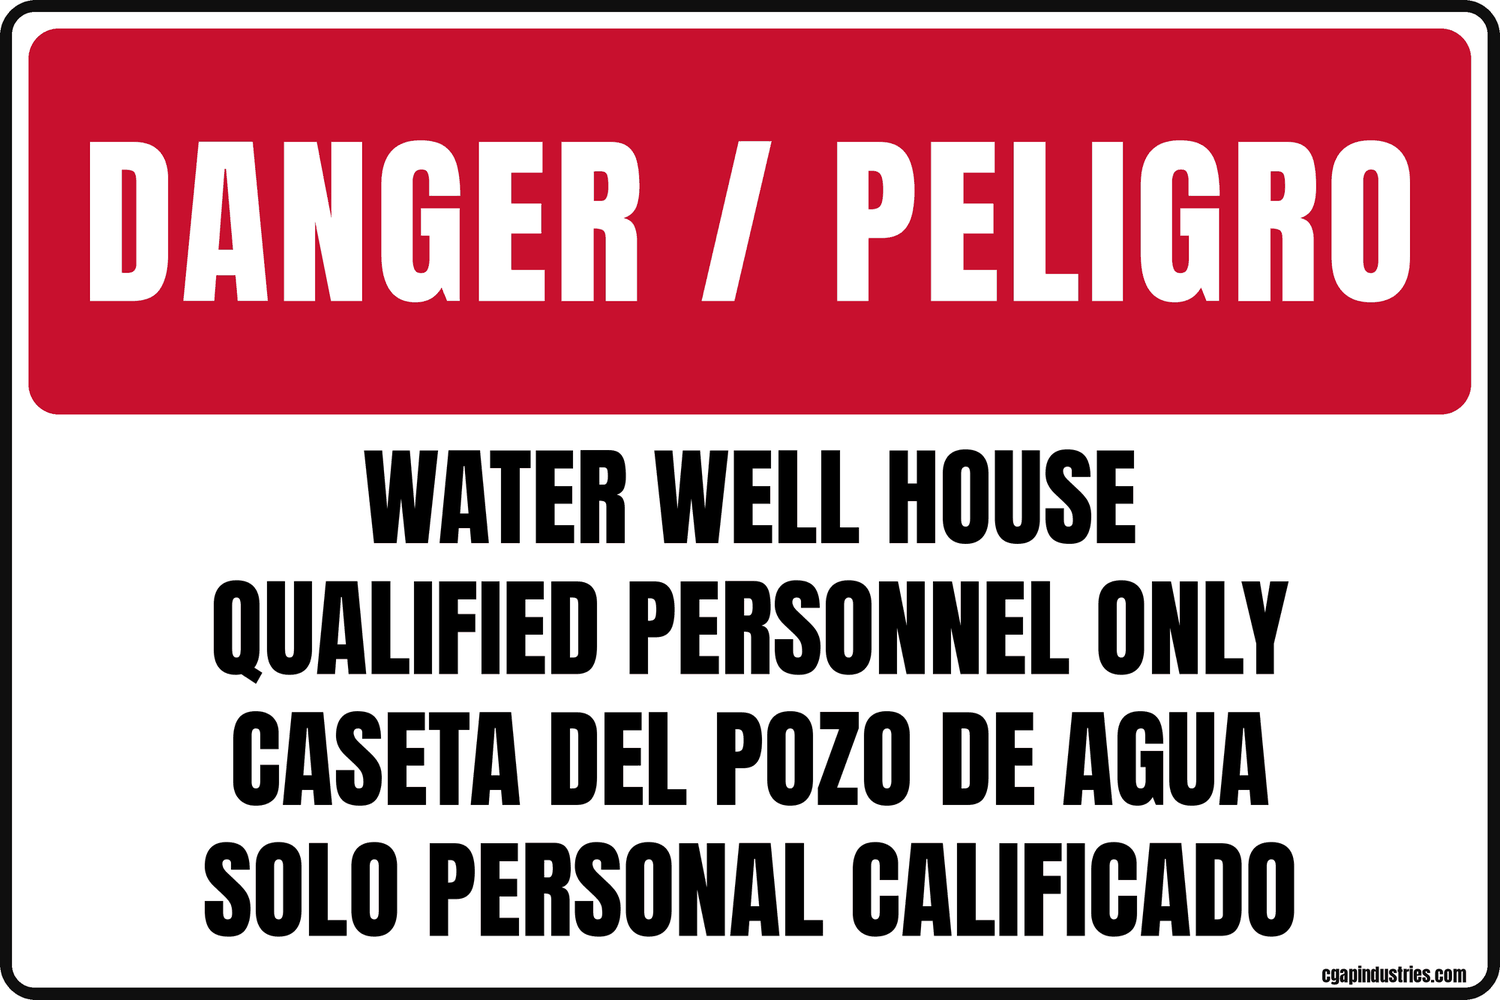 DANGER / PELIGRO
WATER WELL HOUSE
QUALIFIED PERSONNEL ONLY
CASETA DEL POZO DE AGUA
SOLO PERSONAL CALIFICADO
cgapindustries.com